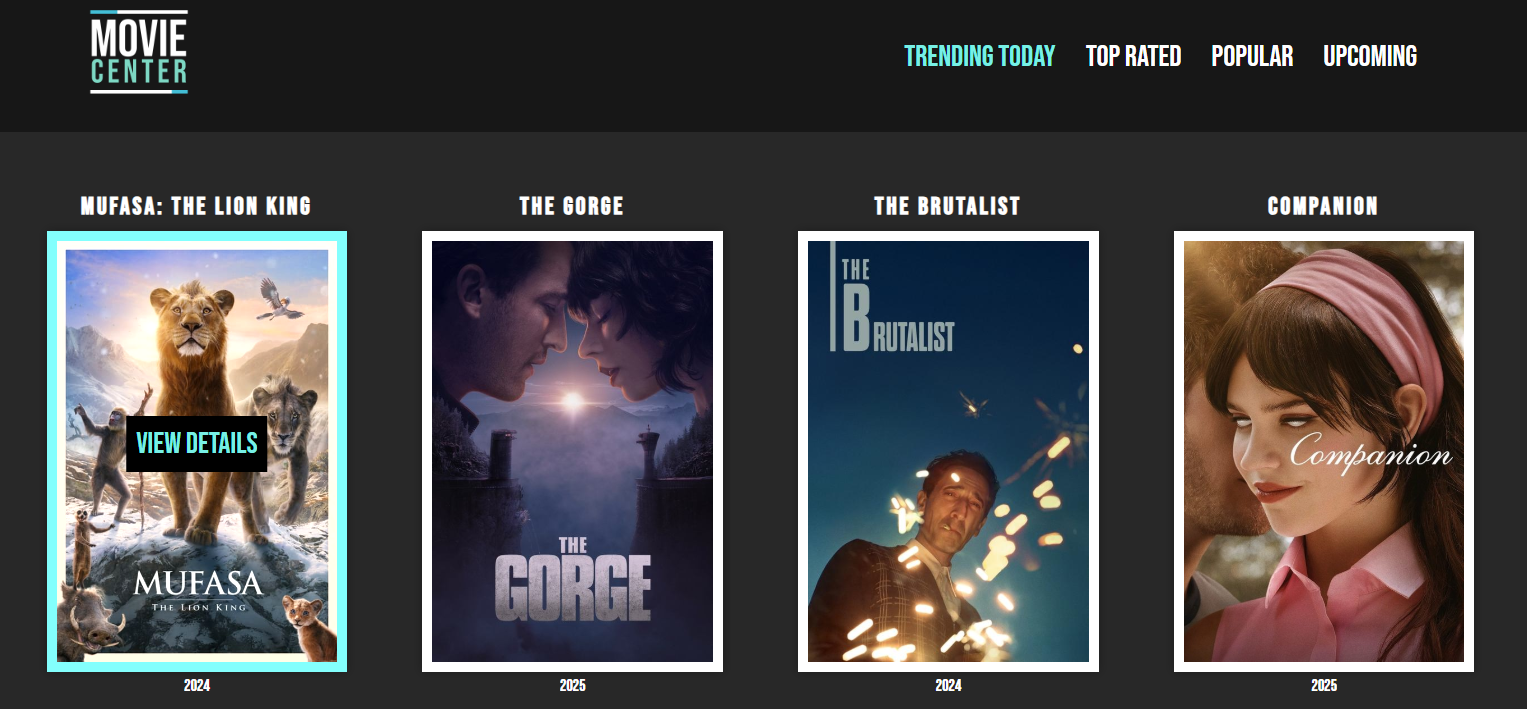 MOVIE
CENTER
TRENDING TODAY TOP RATED POPULAR UPCOMING
MUFASA: THE LION KING
THE GORGE
THE BRUTALIST
COMPANION
VIEW DETAILS
MUFASA
THE LION KING
THE
GORGE
THE
BRUTALIST
Companion
2024
2025
2024
2025